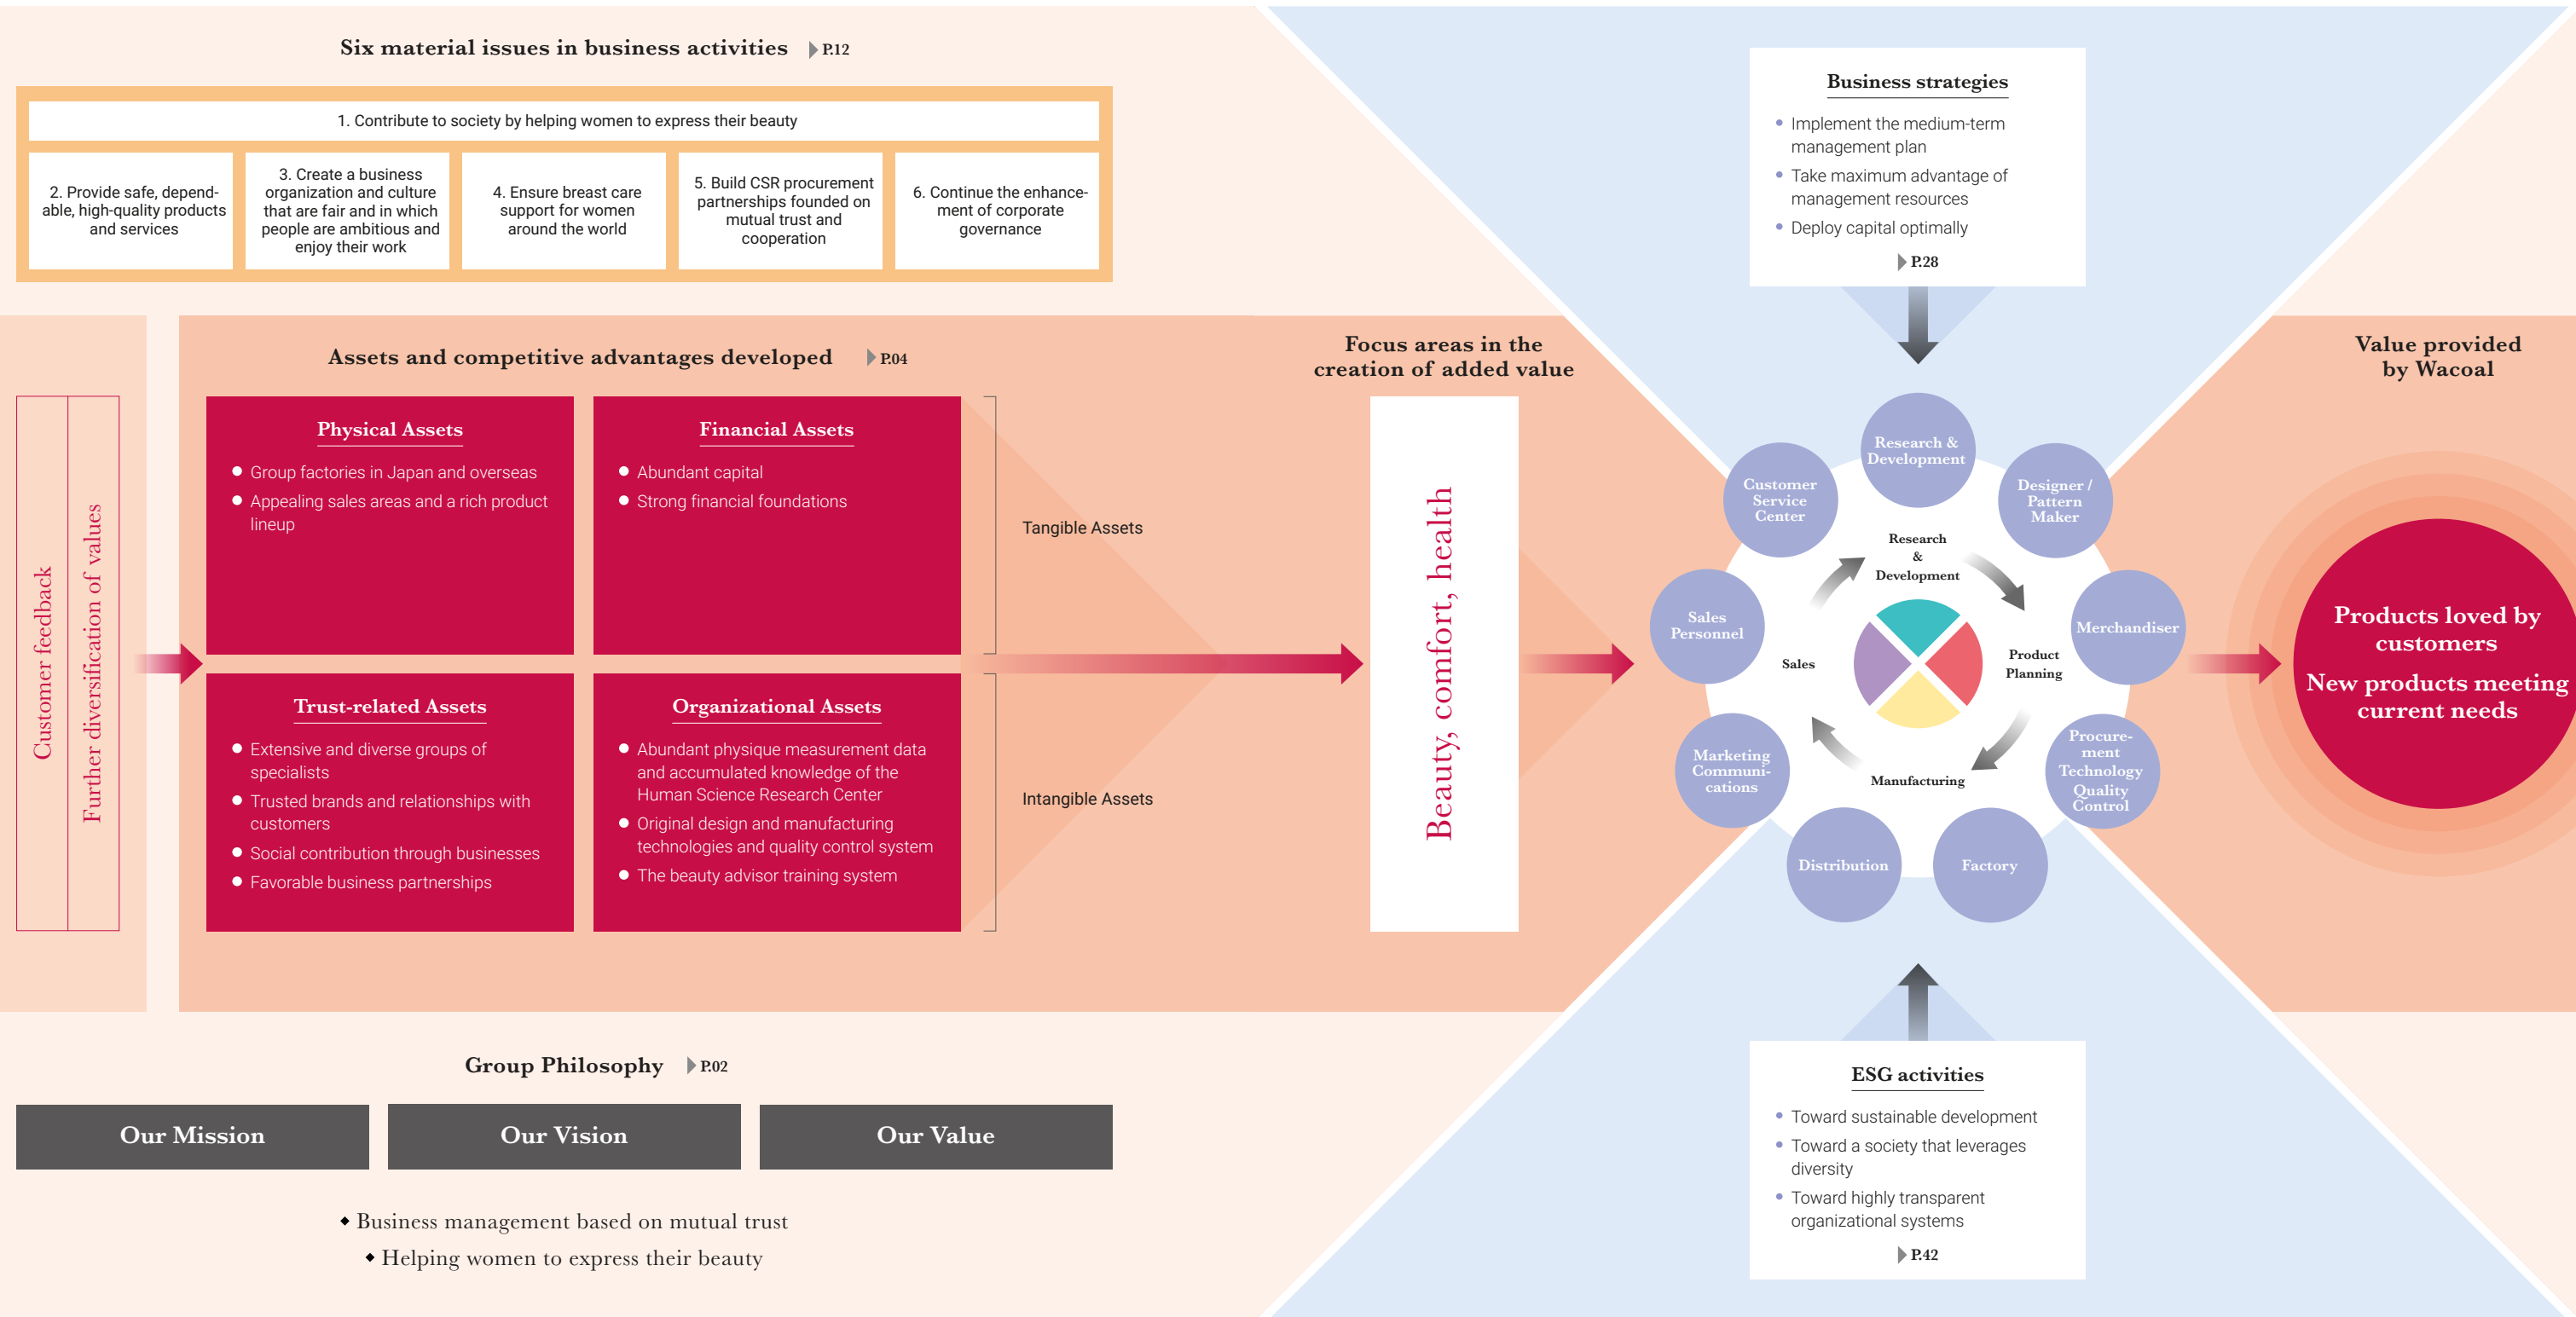 Six material issues in business activities P.12
1. Contribute to society by helping women to express their beauty
2. Provide safe, depend-
able, high-quality products
and services
3. Create a business
organization and culture
that are fair and in which
people are ambitious and
enjoy their work
4. Ensure breast care
support for women
around the world
5. Build CSR procurement
partnerships founded on
mutual trust and
cooperation
6. Continue the enhance-
ment of corporate
governance
Customer feedback
Further diversification of values
Assets and competitive advantages developed P.04
Physical Assets
Group factories in Japan and overseas
Appealing sales areas and a rich product
lineup
Financial Assets
Abundant capital
Strong financial foundations
Tangible Assets
Trust-related Assets
Extensive and diverse groups of
specialists
Trusted brands and relationships with
customers
Social contribution through businesses
Favorable business partnerships
Organizational Assets
Abundant physique measurement data
and accumulated knowledge of the
Human Science Research Center
Original design and manufacturing
technologies and quality control system
The beauty advisor training system
Intangible Assets
Focus areas in the
creation of added value
Beauty, comfort, health
Business strategies
Implement the medium-term
management plan
Take maximum advantage of
management resources
Deploy capital optimally
P.28
Research &
Development
Designer /
Pattern
Maker
Merchandiser
Procure-
ment
Technology
Quality
Control
Factory
Distribution
Marketing
Communi-
cations
Sales
Personnel
Customer
Service
Center
Research
&
Development
Product
Planning
Manufacturing
Sales
ESG activities
Toward sustainable development
Toward a society that leverages
diversity
Toward highly transparent
organizational systems
P.42
Value provided
by Wacoal
Products loved by
customers
New products meeting
current needs
Group Philosophy P.02
Our Mission
Our Vision
Our Value
◆ Business management based on mutual trust
◆ Helping women to express their beauty